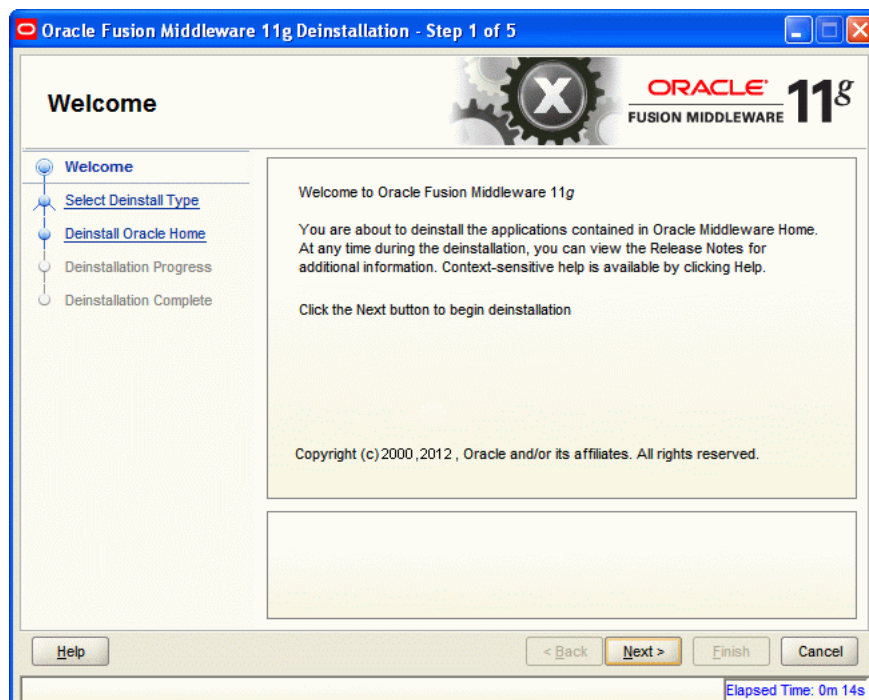 Oracle Fusion Middleware 11g Deinstallation - Step 1 of 5
Welcome
X
ORACLE®
FUSION MIDDLEWARE
11g
Welcome
Select Deinstall Type
Deinstall Oracle Home
Deinstallation Progress
Deinstallation Complete
Welcome to Oracle Fusion Middleware 11g
You are about to deinstall the applications contained in Oracle Middleware Home.
At any time during the deinstallation, you can view the Release Notes for
additional information. Context-sensitive help is available by clicking Help.
Click the Next button to begin deinstallation
Copyright (c) 2000 ,2012 , Oracle and/or its affiliates. All rights reserved.
Help
< Back
Next >
Finish
Cancel
Elapsed Time: 0m 14s